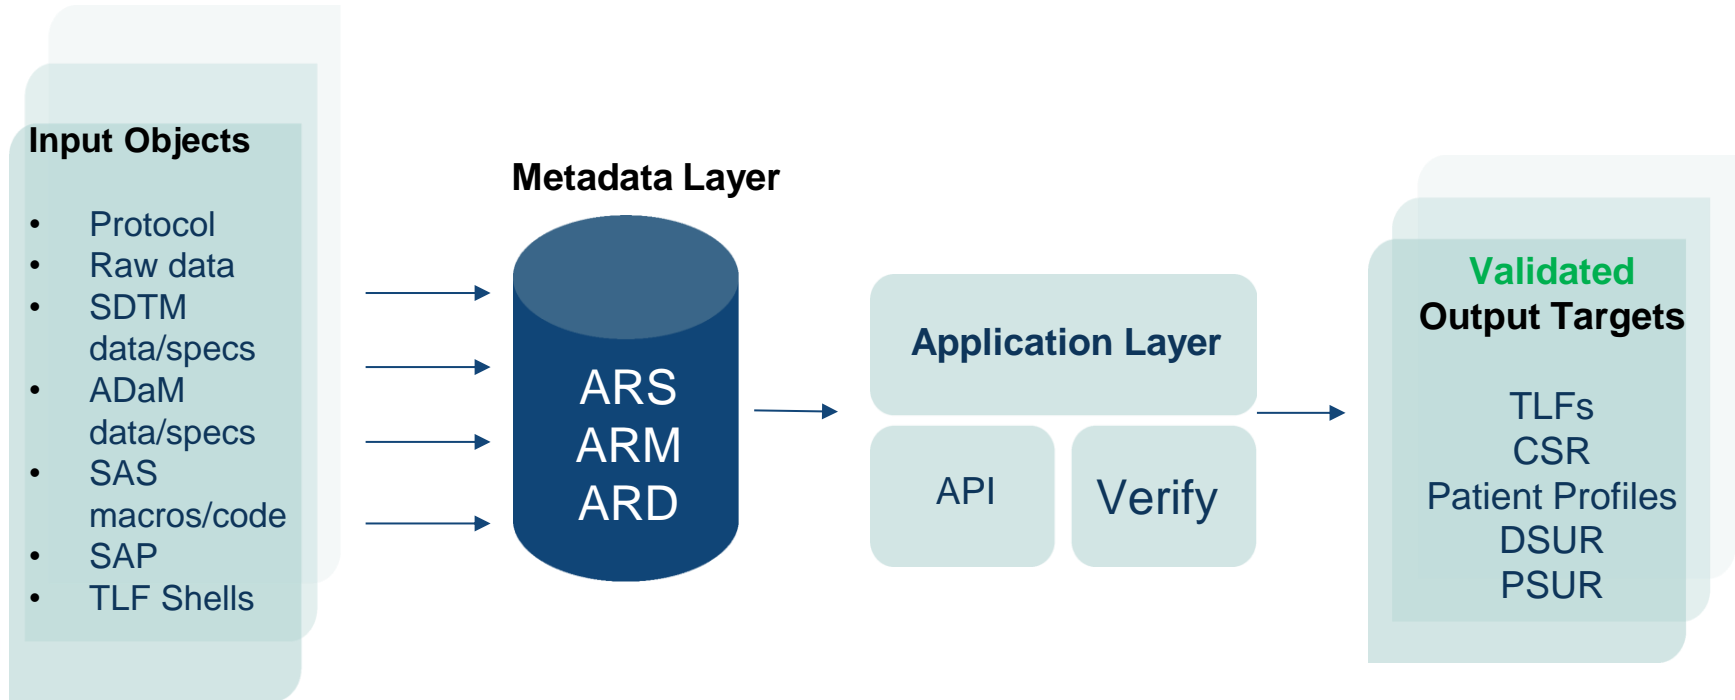 Input Objects
• Protocol
• Raw data
• SDTM
data/specs
• ADaM
data/specs
• SAS
macros/code
• SAP
• TLF Shells
Metadata Layer
ARS
ARM
ARD
Application Layer
API
Verify
Validated
Output Targets
TLFs
CSR
Patient Profiles
DSUR
PSUR